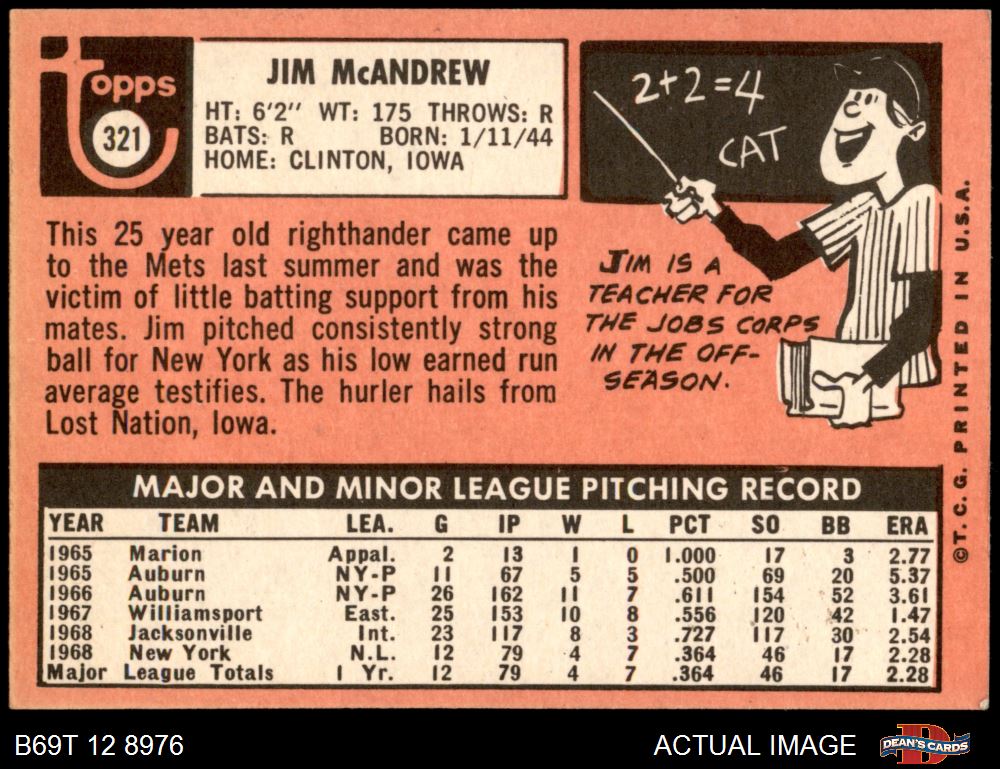 Topps
321
JIM McANDREW
HT: 6'2" WT: 175 THROWS: R
BATS: R BORN: 1/11/44
HOME: CLINTON, IOWA
2+2=4
CAT
This 25 year old righthander came up
to the Mets last summer and was the
victim of little batting support from his
mates. Jim pitched consistently strong
ball for New York as his low earned run
average testifies. The hurler hails from
Lost Nation, Iowa.
JIM IS A
TEACHER FOR
THE JOBS CORPS
IN THE OFF-
SEASON.
©T.C.G. PRINTED IN U.S.A.
MAJOR AND MINOR LEAGUE PITCHING RECORD
YEAR TEAM LEA. G IP W L PCT SO BB ERA
1965 Marion Appal. 2 13 1 0 1.000 17 3 2.77
1965 Auburn NY-P 11 67 5 5 .500 69 20 5.37
1966 Auburn NY-P 26 162 11 7 .611 154 52 3.61
1967 Williamsport East. 25 153 10 8 .556 120 42 1.47
1968 Jacksonville Int. 23 117 8 3 .727 117 30 2.54
1968 New York N.L. 12 79 4 7 .364 46 17 2.28
Major League Totals 1 Yr. 12 79 4 7 .364 46 17 2.28
B69T 12 8976
ACTUAL IMAGE
DEAN'S CARDS